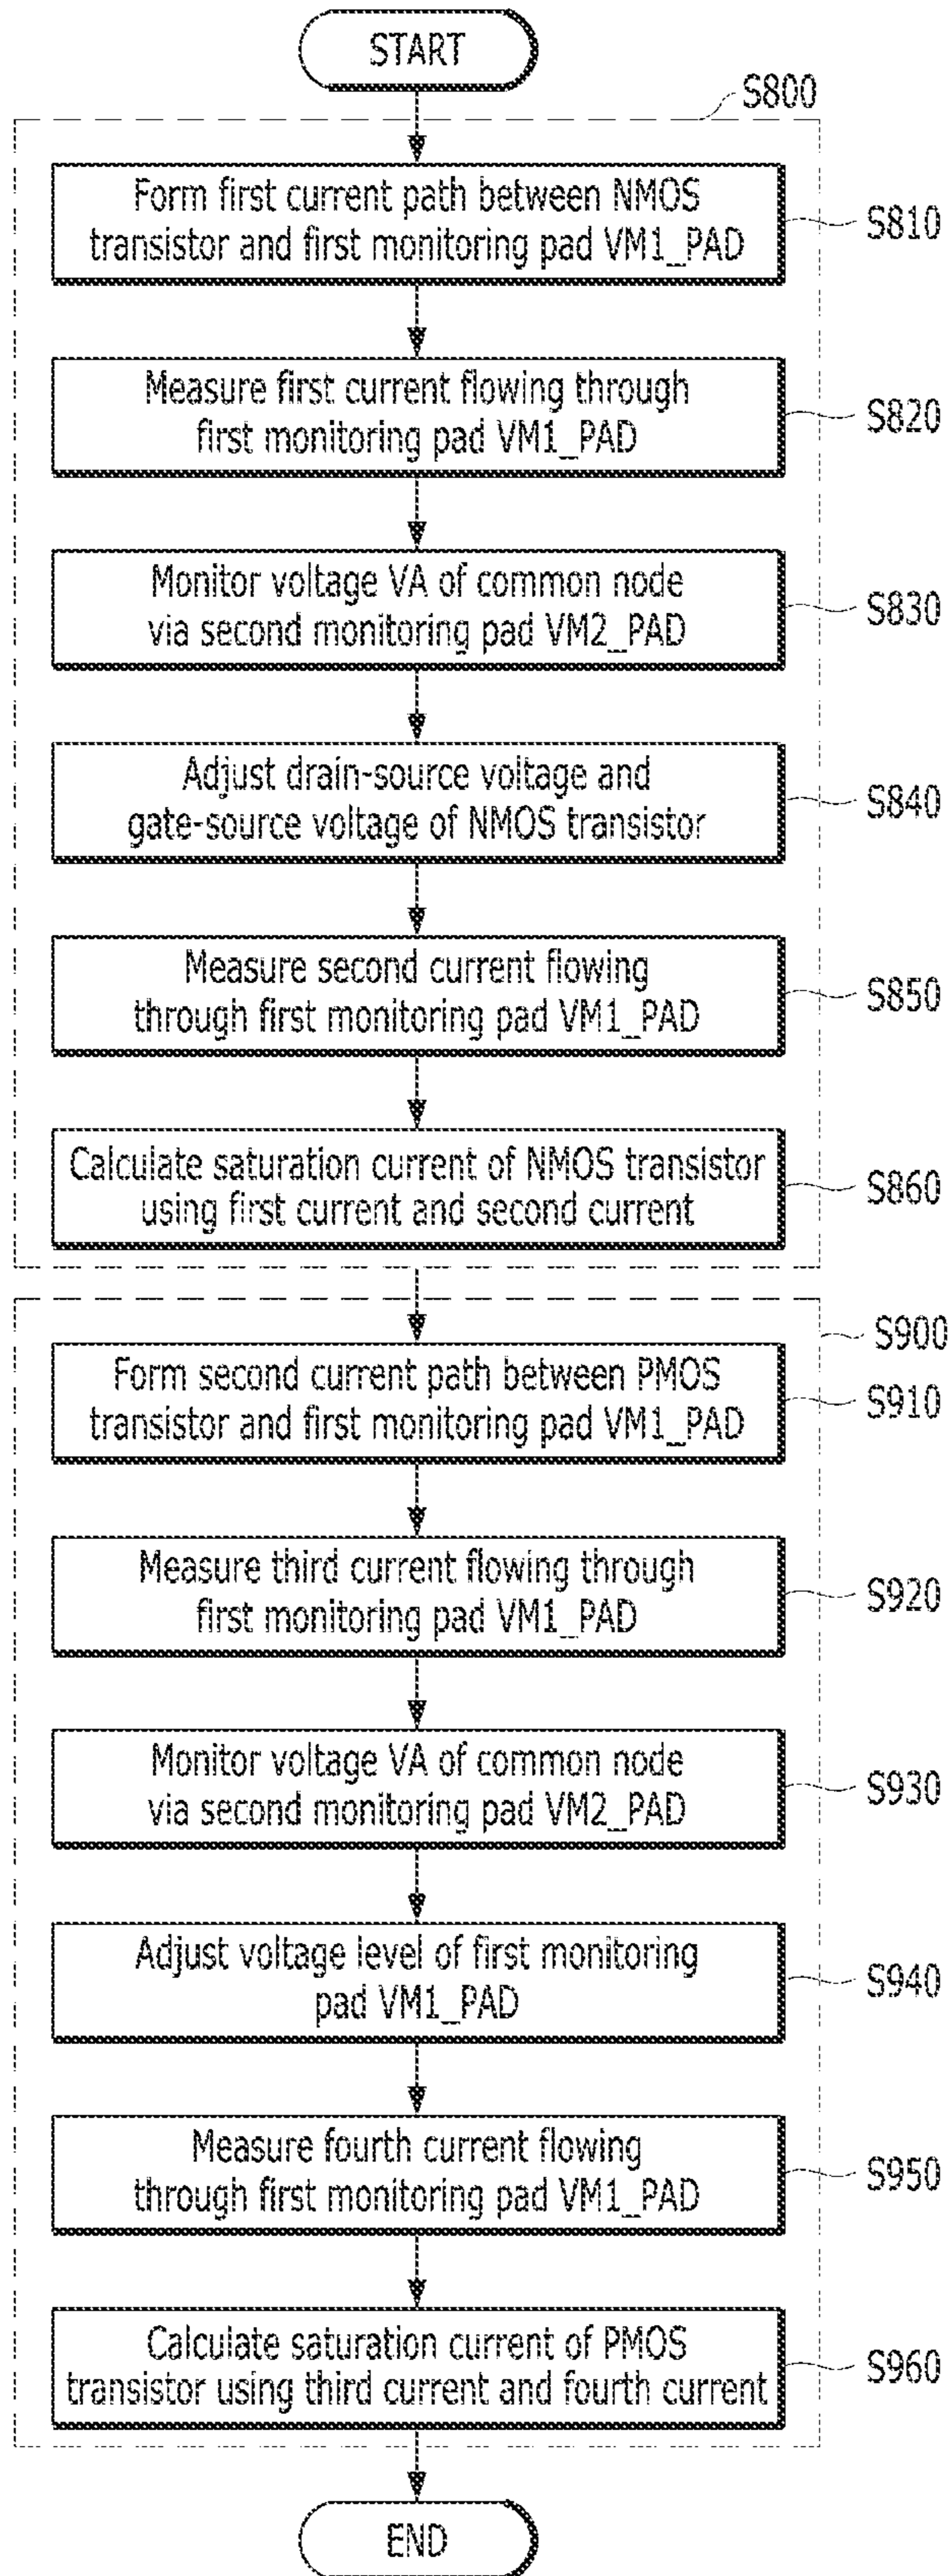 START
S800
Form first current path between NMOS
transistor and first monitoring pad VM1_PAD
S810
Measure first current flowing through
first monitoring pad VM1_PAD
S820
Monitor voltage VA of common node
via second monitoring pad VM2_PAD
S830
Adjust drain-source voltage and
gate-source voltage of NMOS transistor
S840
Measure second current flowing
through first monitoring pad VM1_PAD
S850
Calculate saturation current of NMOS transistor
using first current and second current
S860
S900
Form second current path between PMOS
transistor and first monitoring pad VM1_PAD
S910
Measure third current flowing through
first monitoring pad VM1_PAD
S920
Monitor voltage VA of common node
via second monitoring pad VM2_PAD
S930
Adjust voltage level of first monitoring
pad VM1_PAD
S940
Measure fourth current flowing
through first monitoring pad VM1_PAD
S950
Calculate saturation current of PMOS
transistor using third current and fourth current
S960
END